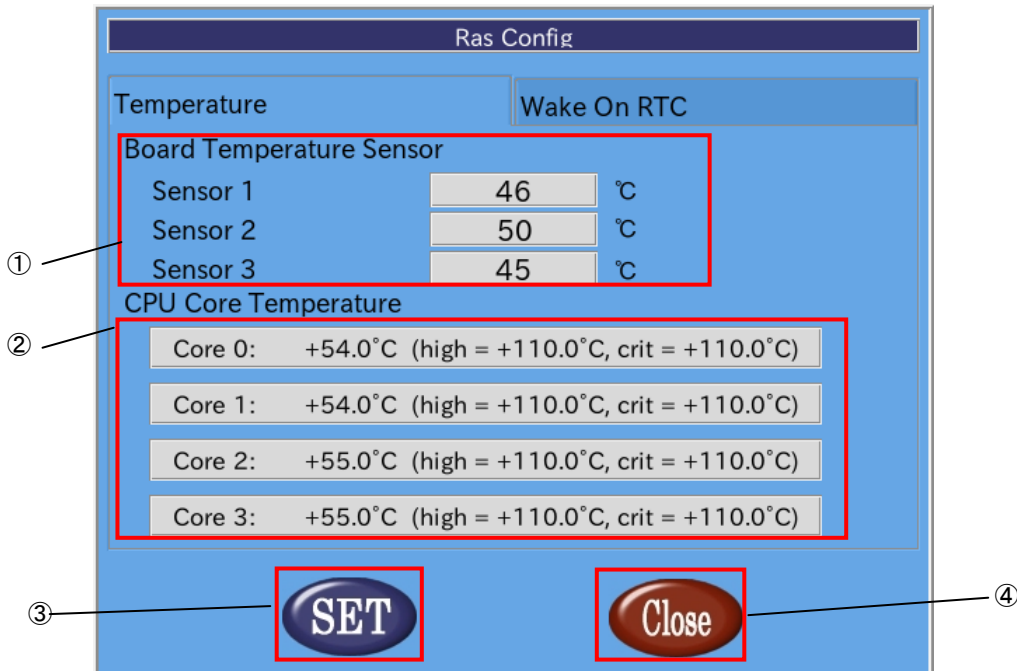 Ras Config
Temperature
Wake On RTC
Board Temperature Sensor
Sensor 1 46 ℃
Sensor 2 50 ℃
① Sensor 3 45 ℃
CPU Core Temperature
② Core 0: +54.0°C (high = +110.0°C, crit = +110.0°C)
Core 1: +54.0°C (high = +110.0°C, crit = +110.0°C)
Core 2: +55.0°C (high = +110.0°C, crit = +110.0°C)
Core 3: +55.0°C (high = +110.0°C, crit = +110.0°C)
③ SET Close ④